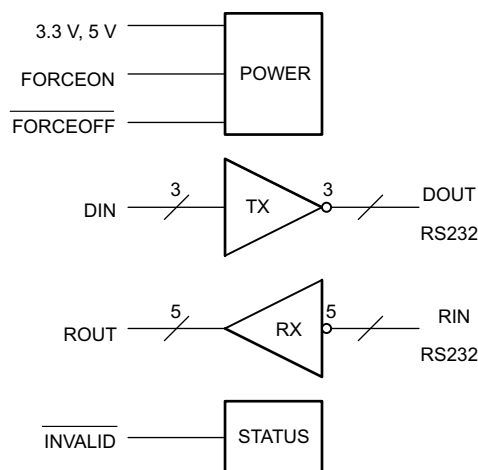 3.3 V, 5 V
FORCEON
POWER
FORCEOFF
DIN
3
TX
3
DOUT
RS232
ROUT
5
RX
5
RIN
RS232
INVALID
STATUS